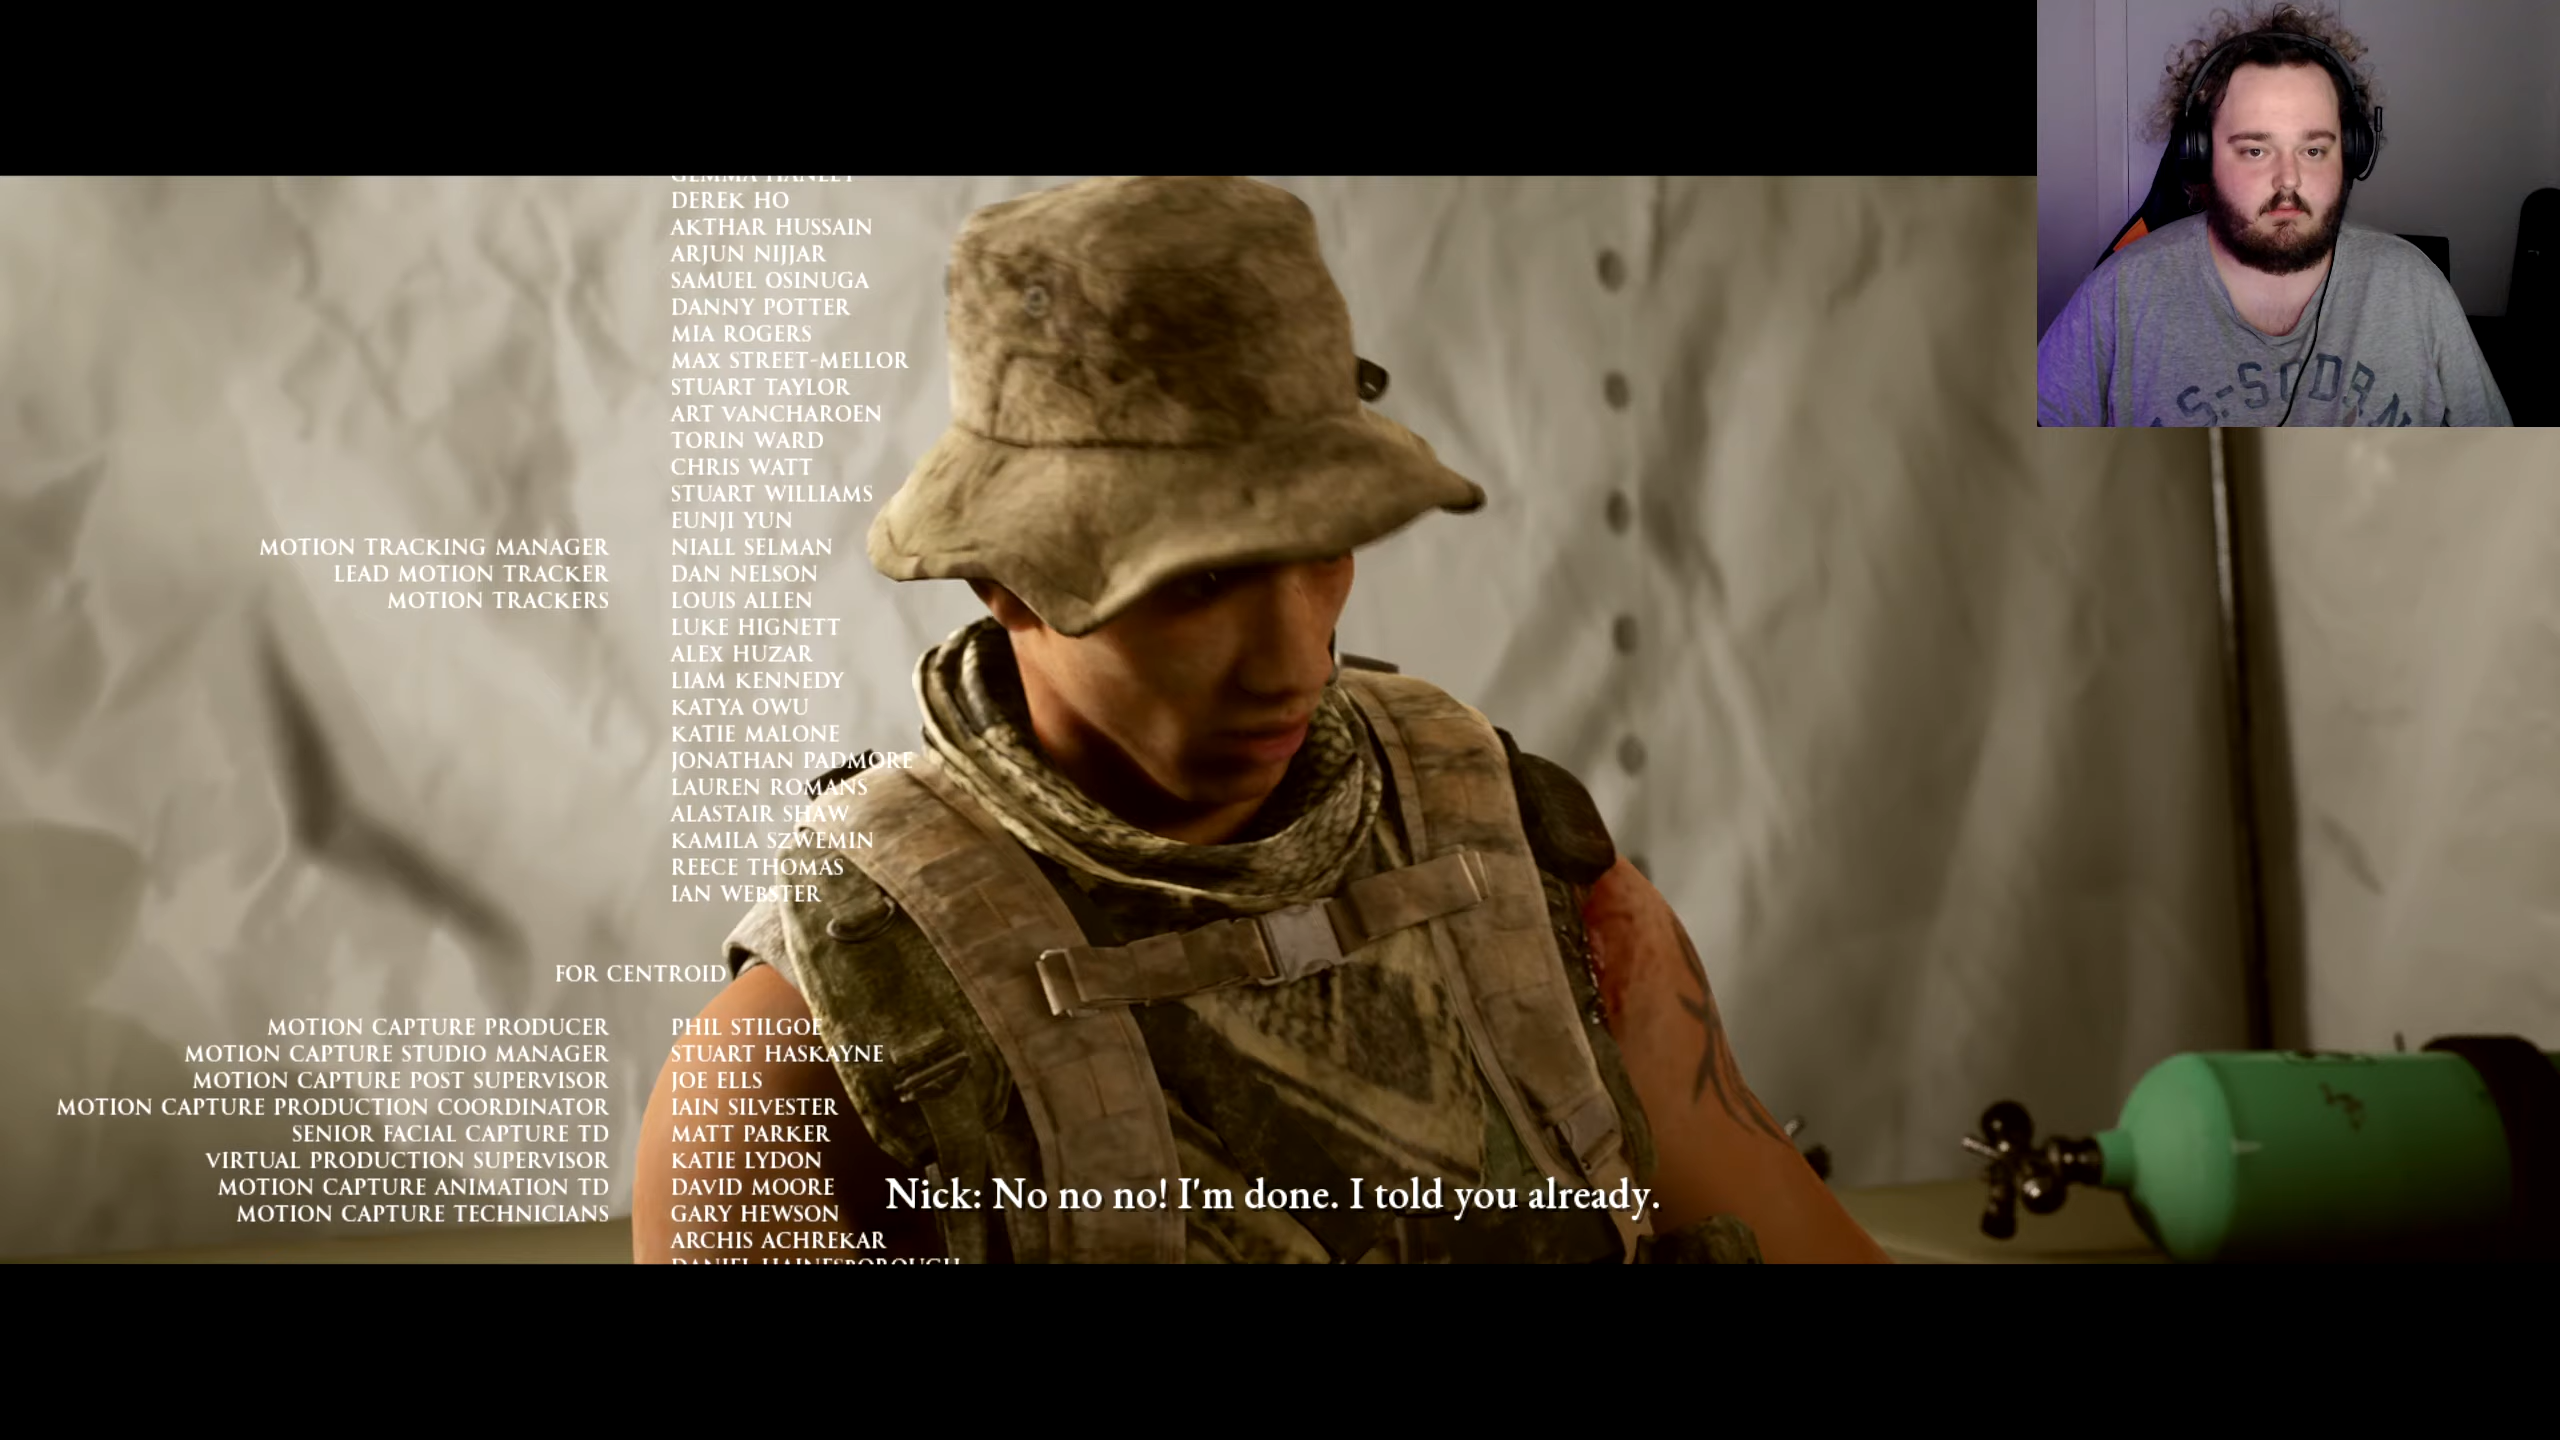 GEMMA HANLEY
DEREK HO
AKTHAR HUSSAIN
ARJUN NIJJAR
SAMUEL OSINUGA
DANNY POTTER
MIA ROGERS
MAX STREET-MELLOR
STUART TAYLOR
ART VANCHAROEN
TORIN WARD
CHRIS WATT
STUART WILLIAMS
EUNJI YUN
MOTION TRACKING MANAGER NIALL SELMAN
LEAD MOTION TRACKER DAN NELSON
MOTION TRACKERS LOUIS ALLEN
LUKE HIGNETT
ALEX HUZAR
LIAM KENNEDY
KATYA OWU
KATIE MALONE
JONATHAN PADMORE
LAUREN ROMANS
ALASTAIR SHAW
KAMILA SZWEMIN
REECE THOMAS
IAN WEBSTER
FOR CENTROID
MOTION CAPTURE PRODUCER PHIL STILGOE
MOTION CAPTURE STUDIO MANAGER STUART HASKAYNE
MOTION CAPTURE POST SUPERVISOR JOE ELLS
MOTION CAPTURE PRODUCTION COORDINATOR IAIN SILVESTER
SENIOR FACIAL CAPTURE TD MATT PARKER
VIRTUAL PRODUCTION SUPERVISOR KATIE LYDON
MOTION CAPTURE ANIMATION TD DAVID MOORE
MOTION CAPTURE TECHNICIANS GARY HEWSON
ARCHIS ACHREKAR
DANIEL HAINESBOROUGH
Nick: No no no! I'm done. I told you already.